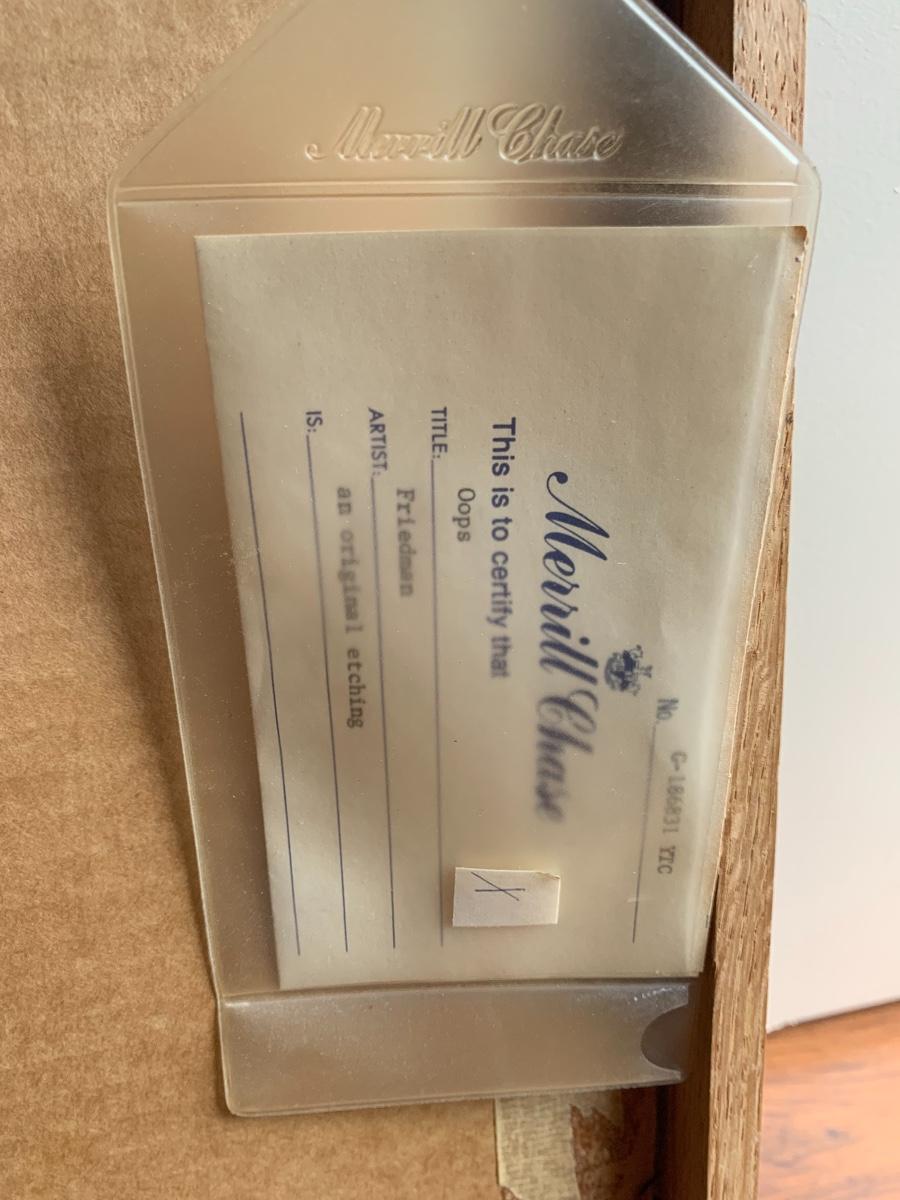 Merrill Chase
No. G-186831 YTC
Merrill Chase
This is to certify that
TITLE: Oops
ARTIST: Friedman
IS: an original etching
X